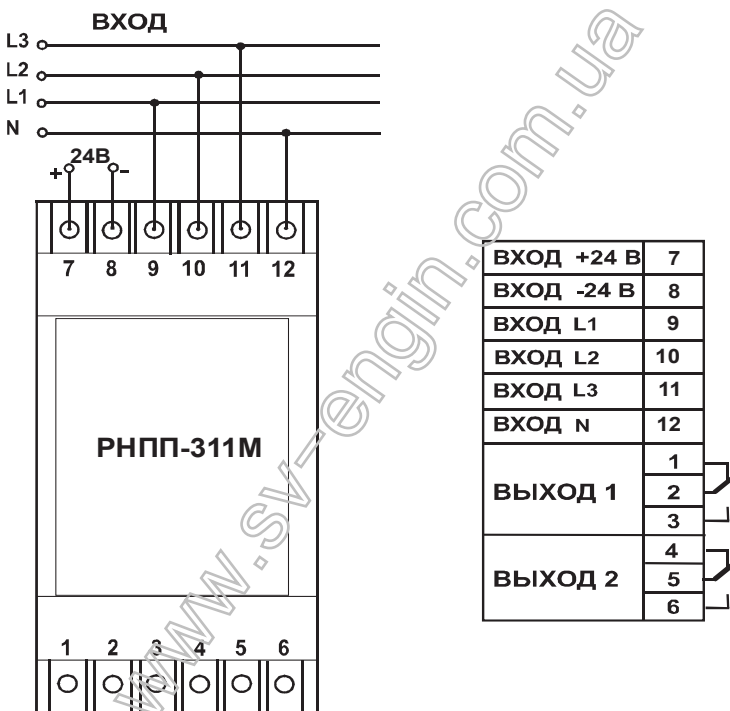 ВХОД
L3
L2
L1
N
+ 24В -
7 8 9 10 11 12
РНПП-311М
1 2 3 4 5 6
ВХОД +24 В 7
ВХОД -24 В 8
ВХОД L1 9
ВХОД L2 10
ВХОД L3 11
ВХОД N 12
ВЫХОД 1
1
2
3
ВЫХОД 2
4
5
6
www.sv-engin.com.ua